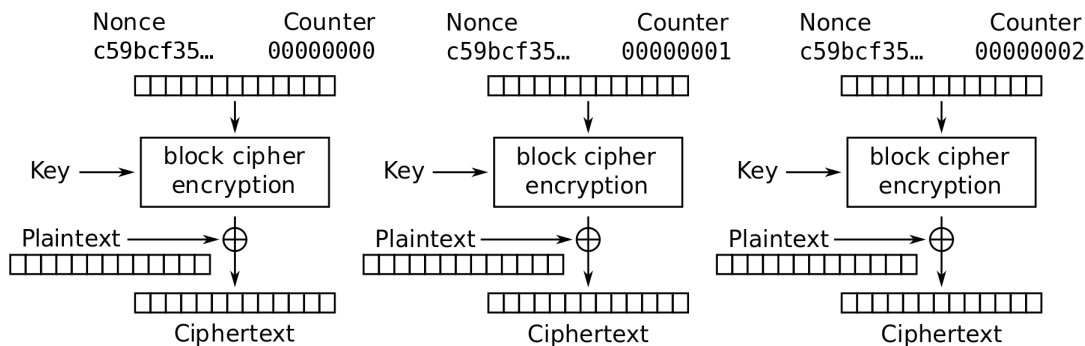 Nonce Counter Nonce Counter Nonce Counter
c59bcf35… 00000000 c59bcf35… 00000001 c59bcf35… 00000002
Key block cipher encryption Key block cipher encryption Key block cipher encryption
Plaintext Plaintext Plaintext
Ciphertext Ciphertext Ciphertext